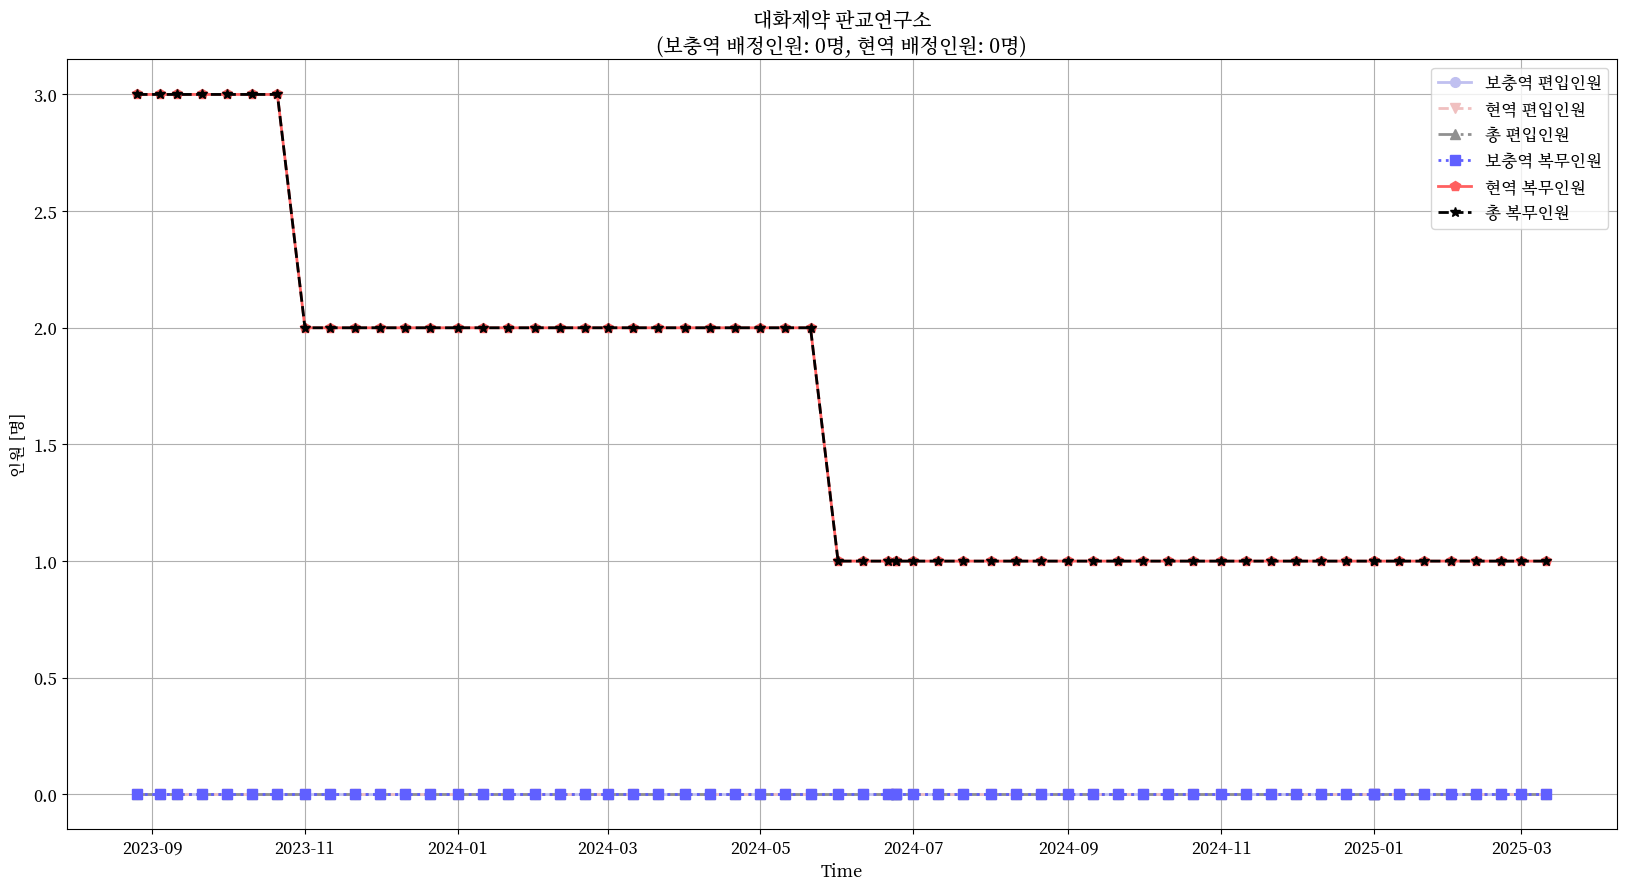 대화제약 판교연구소
(보충역 배정인원: 0명, 현역 배정인원: 0명)
보충역 편입인원
현역 편입인원
총 편입인원
보충역 복무인원
현역 복무인원
총 복무인원
인원 [명]
3.0
2.5
2.0
1.5
1.0
0.5
0.0
2023-09
2023-11
2024-01
2024-03
2024-05
2024-07
2024-09
2024-11
2025-01
2025-03
Time